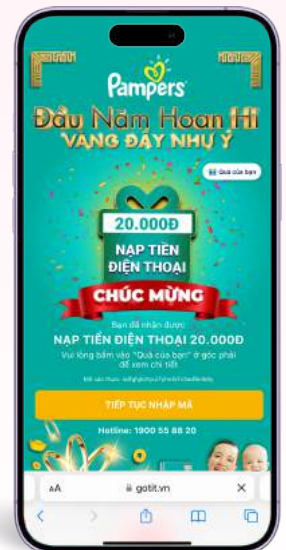 Pampers
Đầu Năm Hoan Hỉ
VÀNG ĐẦY NHƯ Ý
Quà của bạn
20.000Đ
NẠP TIỀN
ĐIỆN THOẠI
CHÚC MỪNG
Bạn đã nhận được
NẠP TIỀN ĐIỆN THOẠI 20.000Đ
Vui lòng bấm vào "Quà của bạn" ở góc phải
để xem chi tiết
TIẾP TỤC NHẬP MÃ
Hotline: 1900 55 88 20
AA
gotit.vn